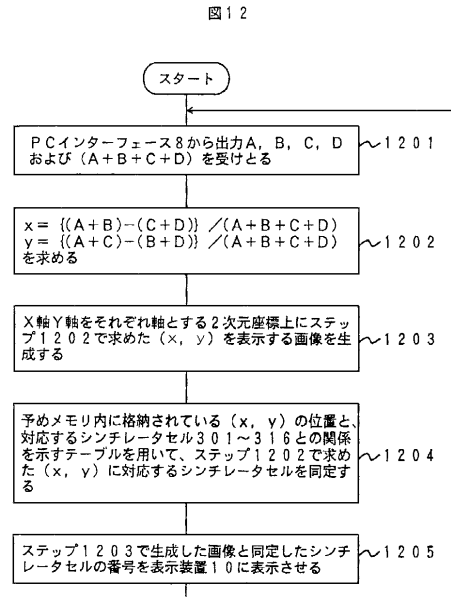 図12
スタート
PCインターフェース8から出力A, B, C, D
および(A+B+C+D)を受けとる
1201
x= {(A+B)−(C+D)} /(A+B+C+D)
y= {(A+C)−(B+D)} /(A+B+C+D)
を求める
1202
X軸Y軸をそれぞれ軸とする2次元座標上にステッ
プ1202で求めた(x, y)を表示する画像を生
成する
1203
予めメモリ内に格納されている(x, y)の位置と、
対応するシンチレータセル301~316との関係
を示すテーブルを用いて、ステップ1202で求め
た(x, y)に対応するシンチレータセルを同定す
る
1204
ステップ1203で生成した画像と同定したシンチ
レータセルの番号を表示装置10に表示させる
1205